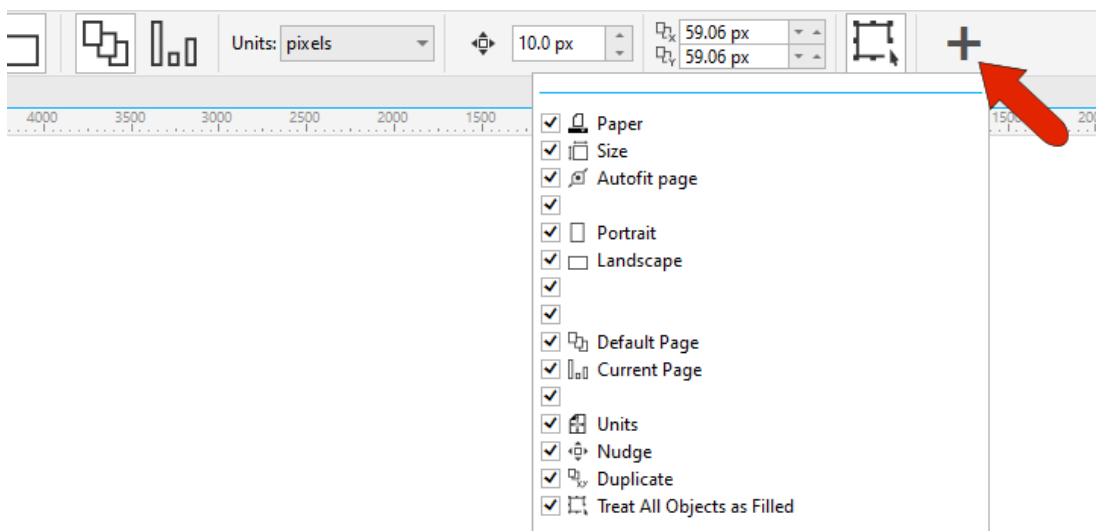 Units: pixels
10.0 px
59.06 px
59.06 px
4000 3500 3000 2500 2000 1500
Paper
Size
Autofit page
Portrait
Landscape
Default Page
Current Page
Units
Nudge
Duplicate
Treat All Objects as Filled